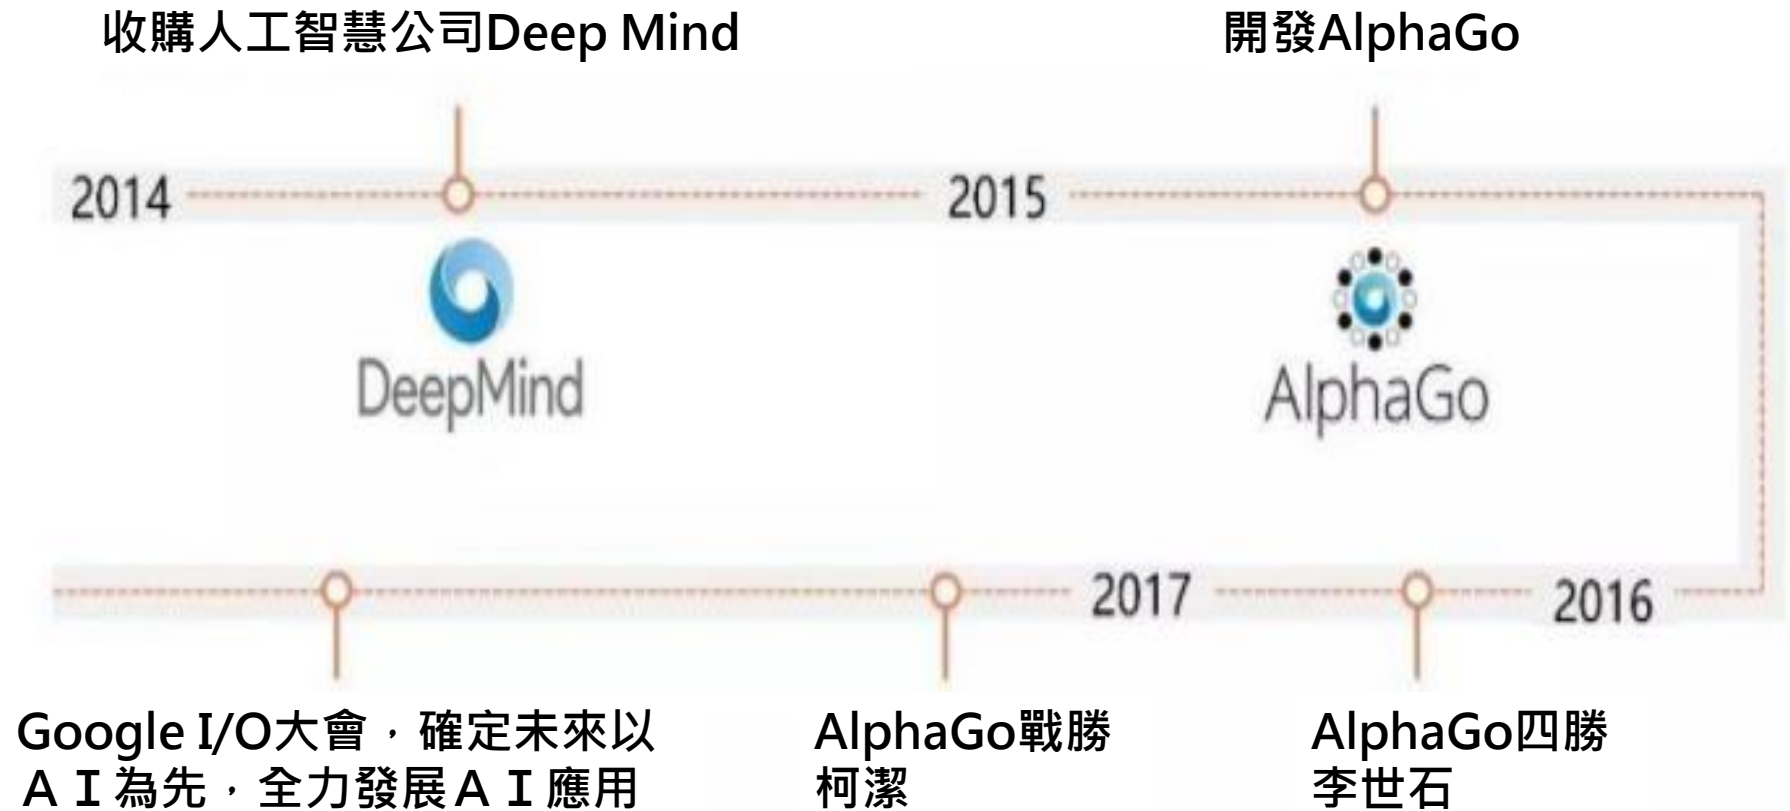 收購人工智慧公司Deep Mind
開發AlphaGo
2014
2015
DeepMind
AlphaGo
2017
2016
Google I/O大會，確定未來以
ＡＩ為先，全力發展ＡＩ應用
AlphaGo戰勝
柯潔
AlphaGo四勝
李世石